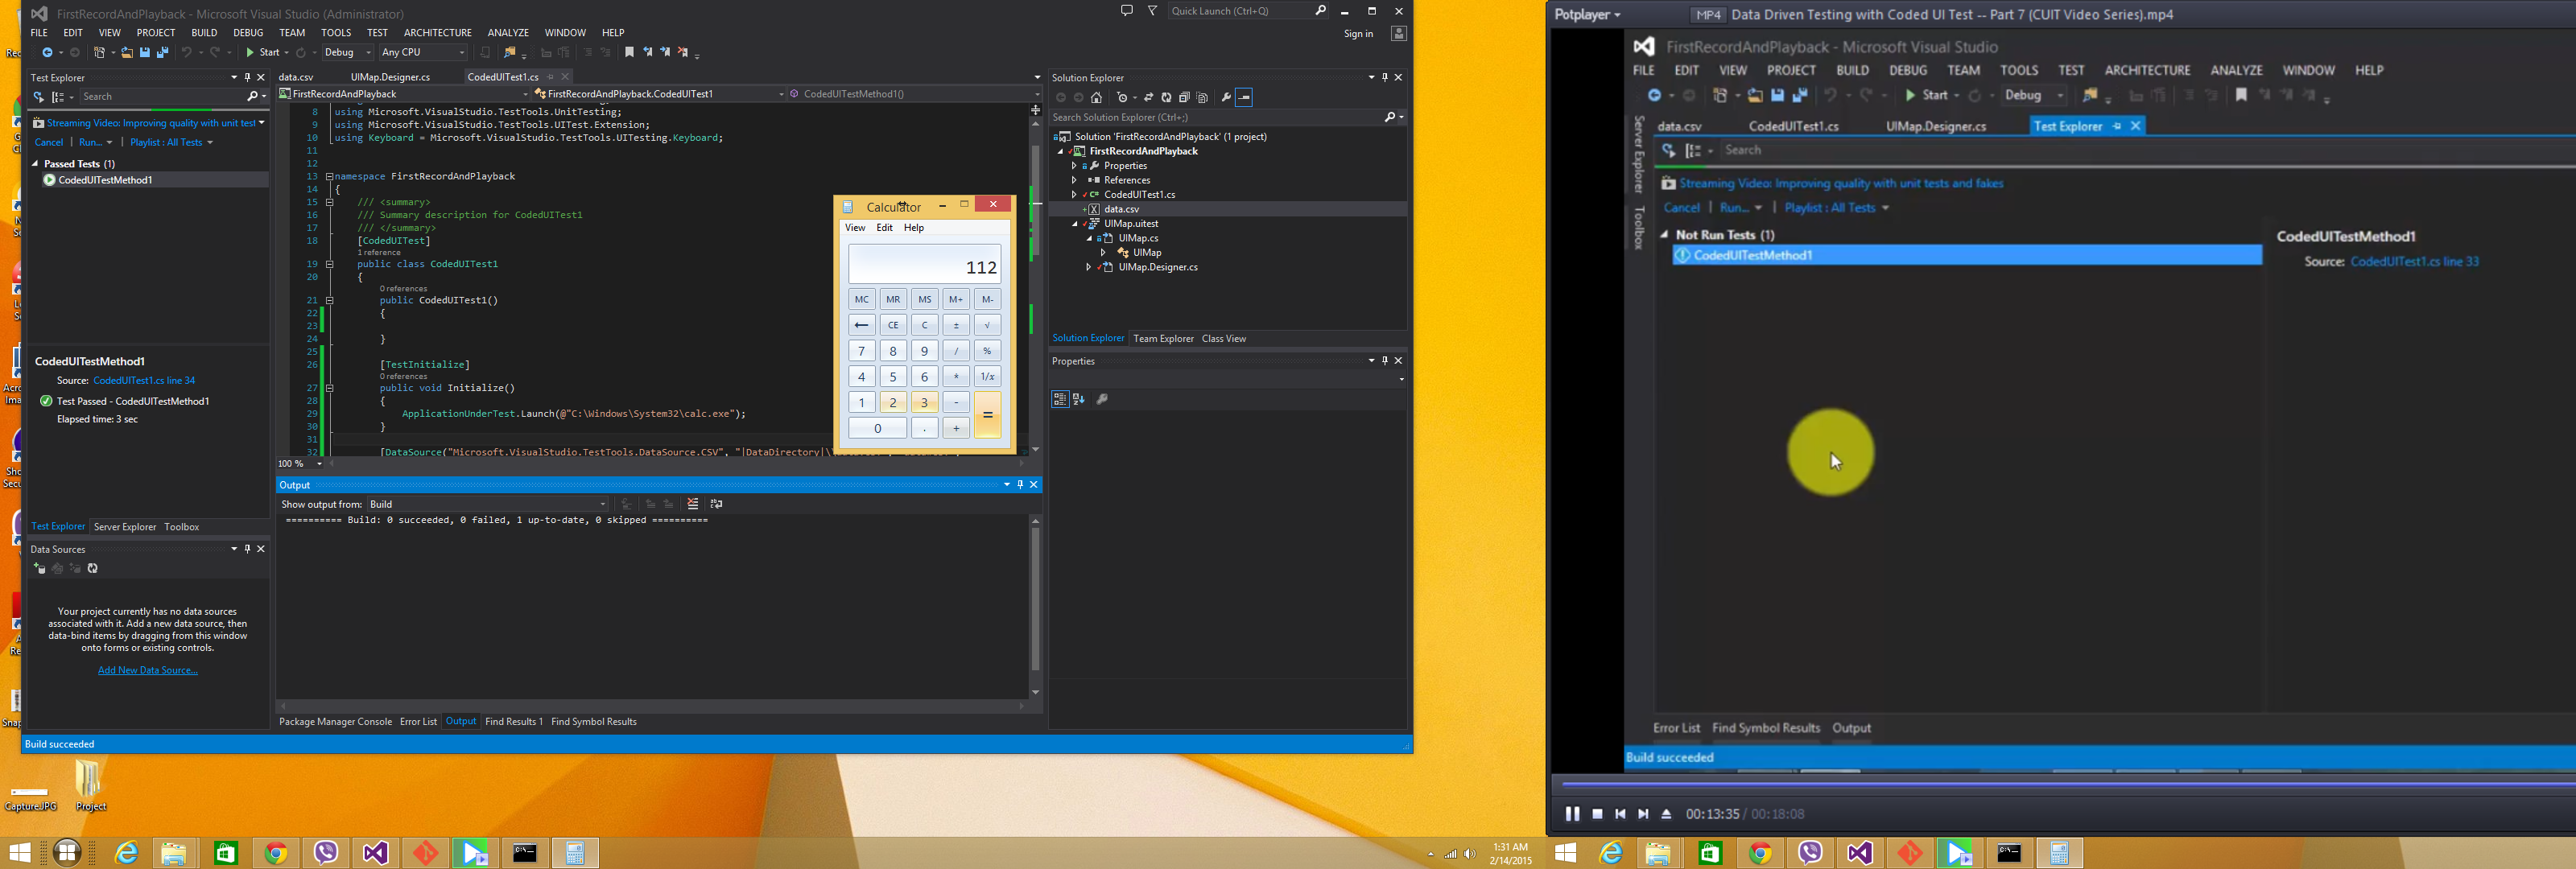 FirstRecordAndPlayback - Microsoft Visual Studio (Administrator)
Quick Launch (Ctrl+Q)
FILE EDIT VIEW PROJECT BUILD DEBUG TEAM TOOLS TEST ARCHITECTURE ANALYZE WINDOW HELP
Sign in
Start Debug Any CPU
Test Explorer
Search
Streaming Video: Improving quality with unit test
Cancel | Run... | Playlist : All Tests
Passed Tests (1)
CodedUITestMethod1
CodedUITestMethod1
Source: CodedUITest1.cs line 34
Test Passed - CodedUITestMethod1
Elapsed time: 3 sec
Test Explorer Server Explorer Toolbox
Data Sources
Your project currently has no data sources
associated with it. Add a new data source, then
data-bind items by dragging from this window
onto forms or existing controls.
Add New Data Source...
data.csv UIMap.Designer.cs CodedUITest1.cs
FirstRecordAndPlayback FirstRecordAndPlayback.CodedUITest1 CodedUITestMethod1()
8 using Microsoft.VisualStudio.TestTools.UnitTesting;
9 using Microsoft.VisualStudio.TestTools.UITest.Extension;
10 using Keyboard = Microsoft.VisualStudio.TestTools.UITesting.Keyboard;
11
12
13 namespace FirstRecordAndPlayback
14 {
15 /// <summary>
16 /// Summary description for CodedUITest1
17 /// </summary>
18 [CodedUITest]
1 reference
19 public class CodedUITest1
20 {
0 references
21 public CodedUITest1()
22 {
23
24 }
25
26 [TestInitialize]
0 references
27 public void Initialize()
28 {
29 ApplicationUnderTest.Launch(@"C:\Windows\System32\calc.exe");
30 }
31
32 [DataSource("Microsoft.VisualStudio.TestTools.DataSource.CSV", "|DataDirectory|\
100 %
Calculator
View Edit Help
112
MC MR MS M+ M-
← CE C ± √
7 8 9 / %
4 5 6 * 1/x
1 2 3 - =
0 . +
Output
Show output from: Build
========== Build: 0 succeeded, 0 failed, 1 up-to-date, 0 skipped ==========
Package Manager Console Error List Output Find Results 1 Find Symbol Results
Solution Explorer
Search Solution Explorer (Ctrl+;)
Solution 'FirstRecordAndPlayback' (1 project)
FirstRecordAndPlayback
Properties
References
CodedUITest1.cs
data.csv
UIMap.uitest
UIMap.cs
UIMap
UIMap.Designer.cs
Solution Explorer Team Explorer Class View
Properties
Build succeeded
Capture.JPG Project
1:31 AM
2/14/2015
Potplayer MP4 Data Driven Testing with Coded UI Test -- Part 7 (CUIT Video Series).mp4
FirstRecordAndPlayback - Microsoft Visual Studio
FILE EDIT VIEW PROJECT BUILD DEBUG TEAM TOOLS TEST ARCHITECTURE ANALYZE WINDOW HELP
Start Debug
Server Explorer Toolbox
data.csv CodedUITest1.cs UIMap.Designer.cs Test Explorer
Search
Streaming Video: Improving quality with unit tests and fakes
Cancel | Run... | Playlist : All Tests
Not Run Tests (1)
CodedUITestMethod1
CodedUITestMethod1
Source: CodedUITest1.cs line 33
Error List Find Symbol Results Output
Build succeeded
00:13:35 / 00:18:08